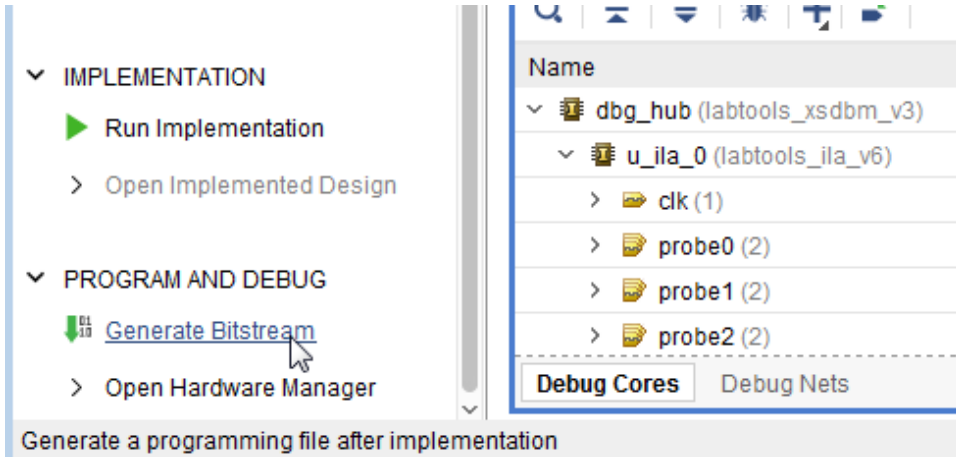 IMPLEMENTATION
Run Implementation
Open Implemented Design
PROGRAM AND DEBUG
Generate Bitstream
Open Hardware Manager
Name
dbg_hub (labtools_xsdbm_v3)
u_ila_0 (labtools_ila_v6)
clk (1)
probe0 (2)
probe1 (2)
probe2 (2)
Debug Cores Debug Nets
Generate a programming file after implementation